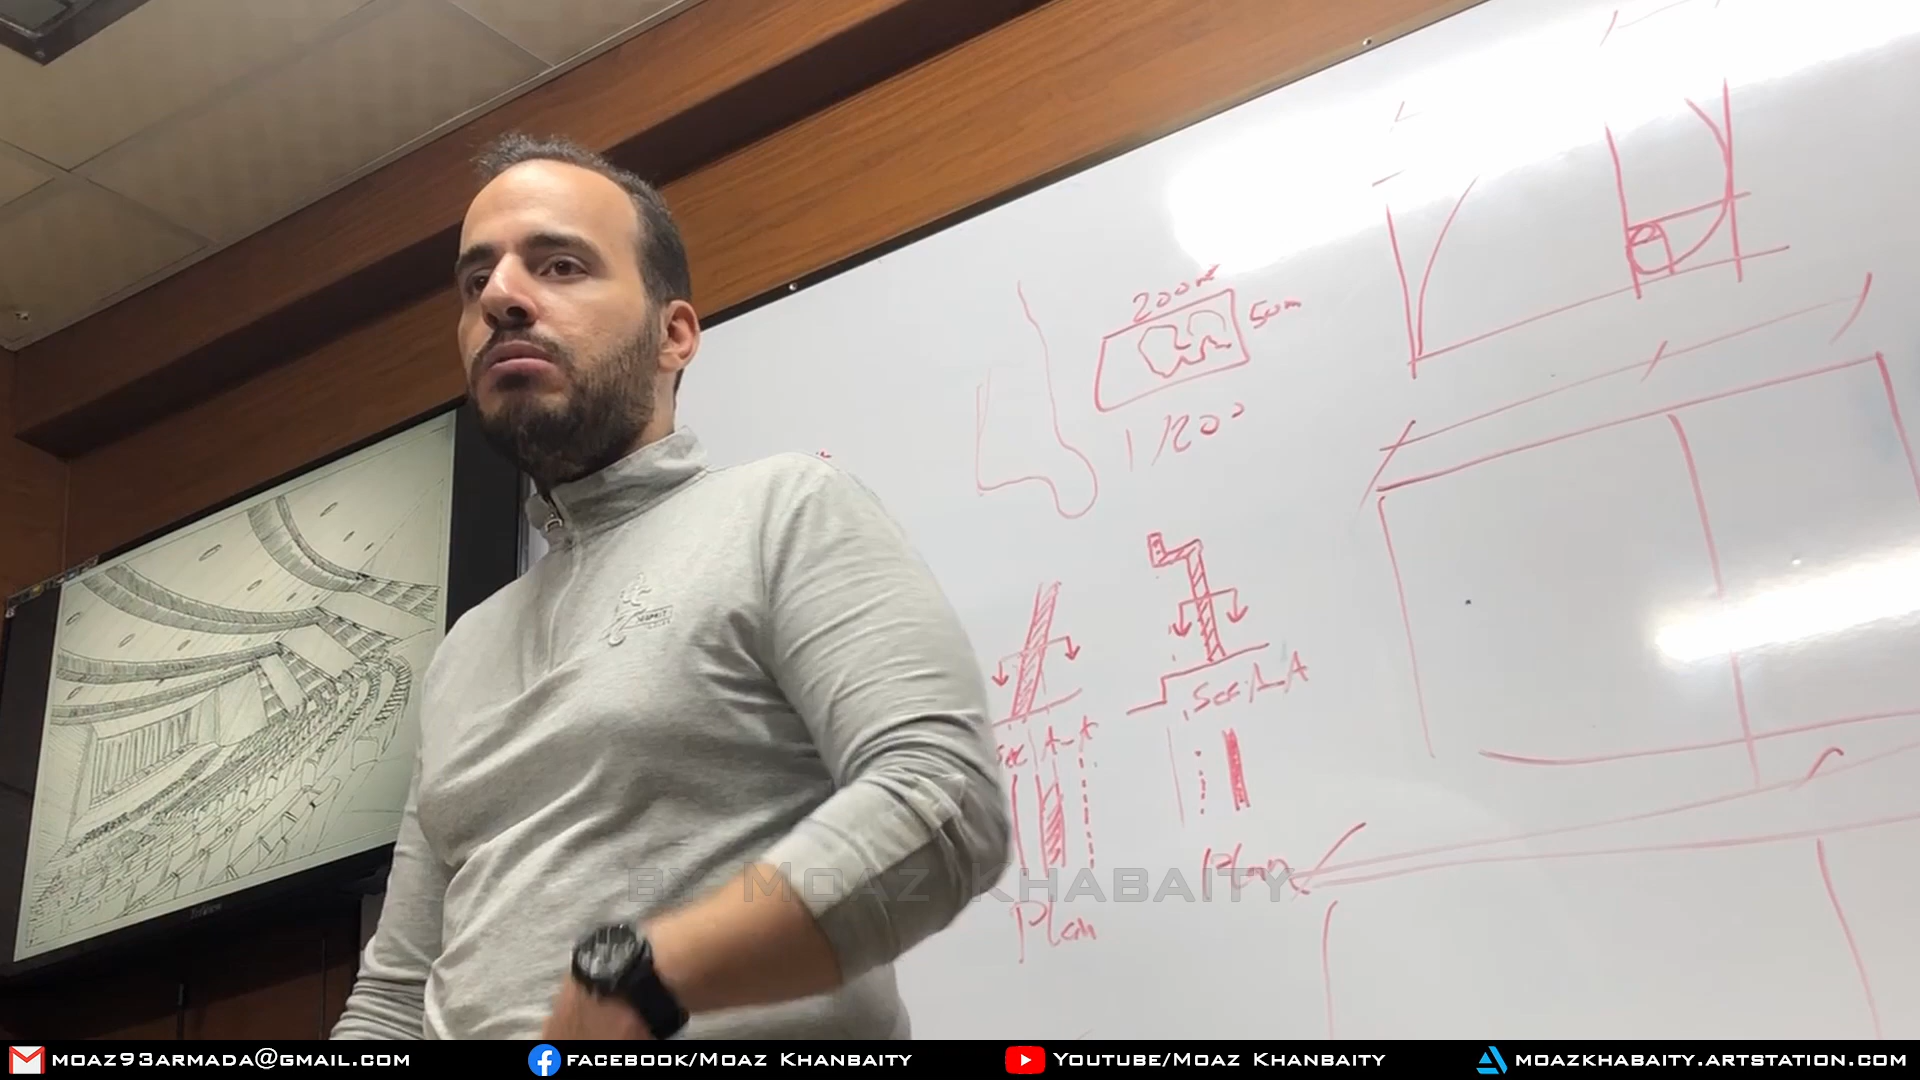 200m
50m
1/200
Sec A-A
Sec A-A
Plan
Plan
BY MOAZ KHABAITY
MOAZ93ARMADA@GMAIL.COM
FACEBOOK/MOAZ KHANBAITY
YOUTUBE/MOAZ KHANBAITY
MOAZKHABAITY.ARTSTATION.COM